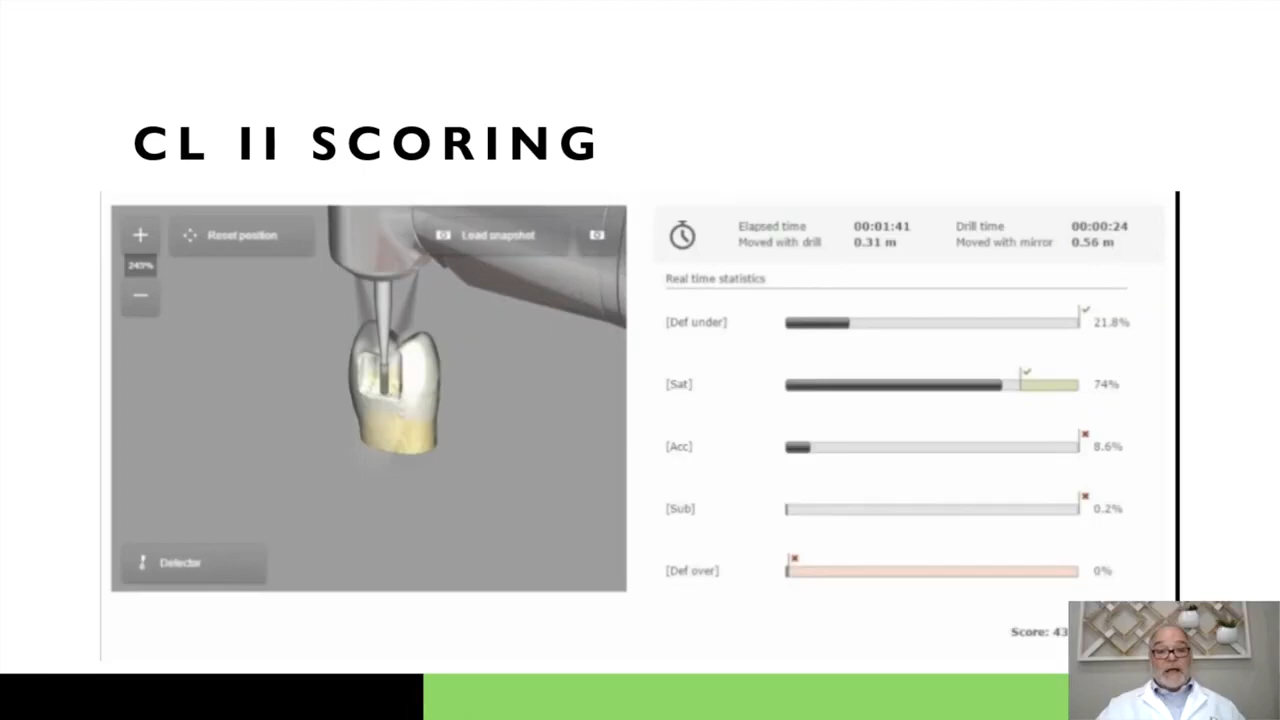 CL II SCORING
+
Reset position
Load snapshot
245%
−
Detector
Elapsed time 00:01:41 Drill time 00:00:24
Moved with drill 0.31 m Moved with mirror 0.56 m
Real time statistics
[Def under] 21.8%
[Sat] 74%
[Acc] 8.6%
[Sub] 0.2%
[Def over] 0%
Score: 43